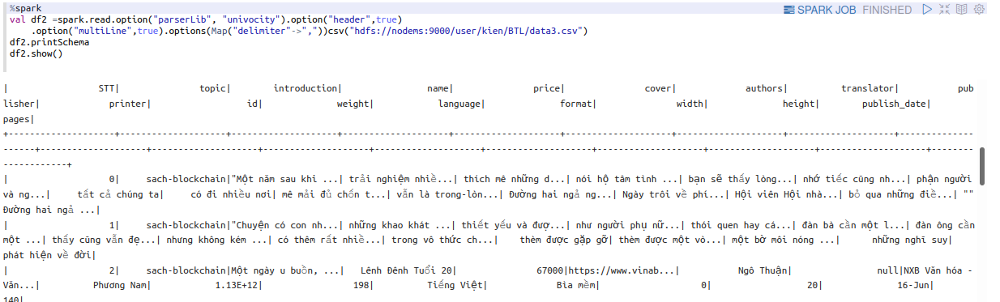 %spark
SPARK JOB FINISHED
val df2 =spark.read.option("parserLib", "univocity").option("header",true)
.option("multiLine",true).options(Map("delimiter"->","))csv("hdfs://nodems:9000/user/kien/BTL/data3.csv")
df2.printSchema
df2.show()
| STT| topic| introduction| name| price| cover| authors| translator| pub
lisher| printer| id| weight| language| format| width| height| publish_date|
pages|
+-------------------+-------------------+-------------------+-------------------+-------------------+-------------------+-------------------+-------------------+-------------
------+-------------------+-------------------+-------------------+-------------------+-------------------+-------------------+-------------------+--------
------------+
| 0| sach-blockchain|"Một năm sau khi ...| trải nghiệm nhiề...| thích mê những d...| nói hộ tâm tình ...| bạn sẽ thấy lòng...| nhớ tiếc cũng nh...| phận người
và ng...| tất cả chúng ta| có đi nhiều nơi| mê mải đủ chốn t...| vẫn là trong-lòn...| Đường hai ngả ng...| Ngày trôi về phí...| Hội viên Hội nhà...| bỏ qua những điề...| ""
Đường hai ngả ...|
| 1| sach-blockchain|"Chuyện có con nh...| những khao khát ...| thiết yếu và đượ...| như người phụ nữ...| thói quen hay cá...| đàn bà cần một l...| đàn ông cần
một ...| thấy cũng vẫn đẹ...| nhưng không kém ...| có thêm rất nhiề...| trong vô thức ch...| thèm được gặp gỡ| thèm được một vò...| một bờ môi nóng ...| những nghĩ suy|
phát hiện về đời|
| 2| sach-blockchain|Một ngày u buồn, ...| Lênh Đênh Tuổi 20| 67000|https://www.vinab...| Ngô Thuận| null|NXB Văn hóa -
Văn...| Phương Nam| 1.13E+12| 198| Tiếng Việt| Bìa mềm| 0| 20| 16-Jun|
140|